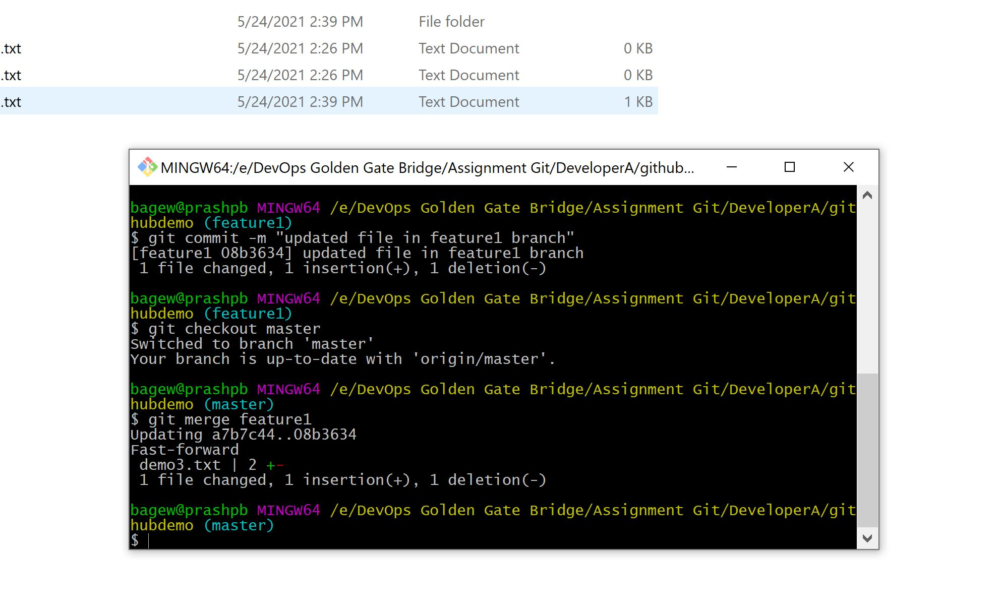 5/24/2021 2:39 PM File folder
.txt 5/24/2021 2:26 PM Text Document 0 KB
.txt 5/24/2021 2:26 PM Text Document 0 KB
.txt 5/24/2021 2:39 PM Text Document 1 KB
MINGW64:/e/DevOps Golden Gate Bridge/Assignment Git/DeveloperA/github...
bagew@prashpb MINGW64 /e/DevOps Golden Gate Bridge/Assignment Git/DeveloperA/git
hubdemo (feature1)
$ git commit -m "updated file in feature1 branch"
[feature1 08b3634] updated file in feature1 branch
1 file changed, 1 insertion(+), 1 deletion(-)
bagew@prashpb MINGW64 /e/DevOps Golden Gate Bridge/Assignment Git/DeveloperA/git
hubdemo (feature1)
$ git checkout master
Switched to branch 'master'
Your branch is up-to-date with 'origin/master'.
bagew@prashpb MINGW64 /e/DevOps Golden Gate Bridge/Assignment Git/DeveloperA/git
hubdemo (master)
$ git merge feature1
Updating a7b7c44..08b3634
Fast-forward
demo3.txt | 2 +-
1 file changed, 1 insertion(+), 1 deletion(-)
bagew@prashpb MINGW64 /e/DevOps Golden Gate Bridge/Assignment Git/DeveloperA/git
hubdemo (master)
$